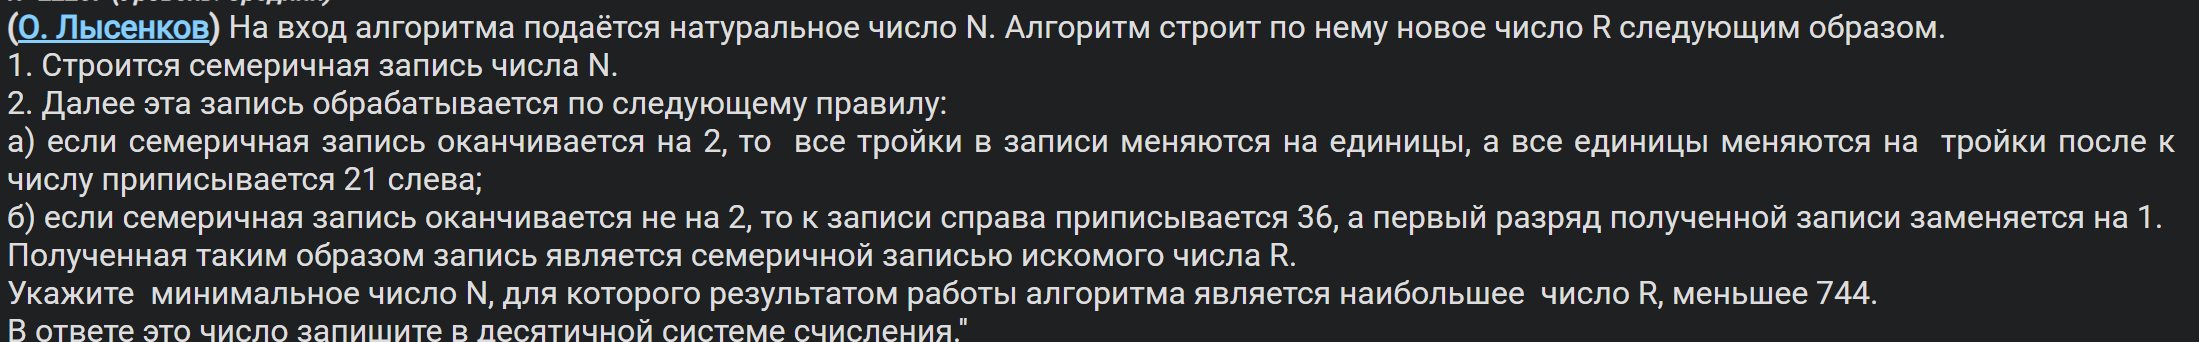 (О. Лысенков) На вход алгоритма подаётся натуральное число N. Алгоритм строит по нему новое число R следующим образом.
1. Строится семеричная запись числа N.
2. Далее эта запись обрабатывается по следующему правилу:
а) если семеричная запись оканчивается на 2, то все тройки в записи меняются на единицы, а все единицы меняются на тройки после к
числу приписывается 21 слева;
б) если семеричная запись оканчивается не на 2, то к записи справа приписывается 36, а первый разряд полученной записи заменяется на 1.
Полученная таким образом запись является семеричной записью искомого числа R.
Укажите минимальное число N, для которого результатом работы алгоритма является наибольшее число R, меньшее 744.
В ответе это число запишите в десятичной системе счисления."